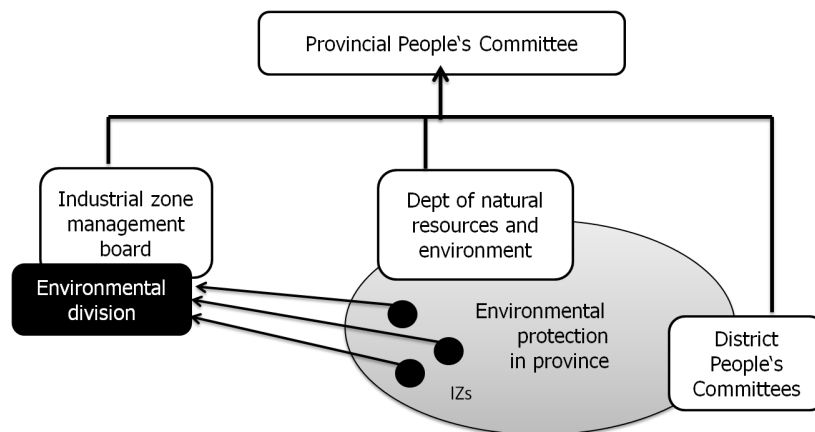 Provincial People‘s Committee
Industrial zone
management
board
Environmental
division
Dept of natural
resources and
environment
Environmental
protection
in province
IZs
District
People‘s
Committees